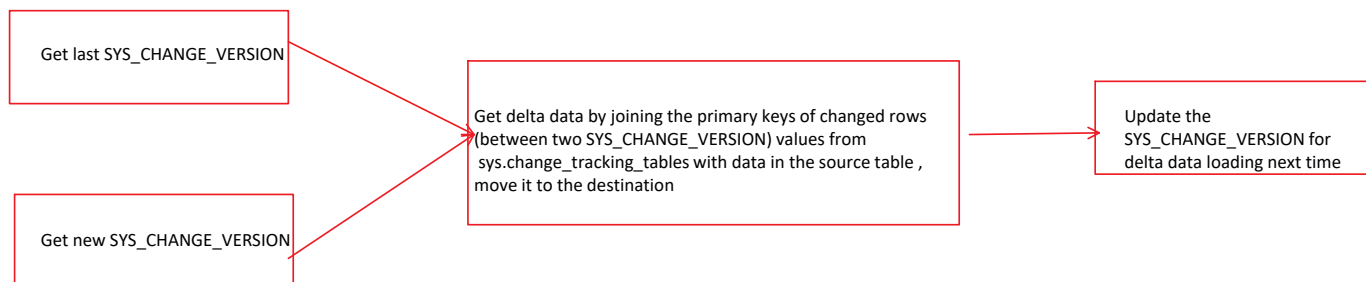 Get last SYS_CHANGE_VERSION
Get new SYS_CHANGE_VERSION
Get delta data by joining the primary keys of changed rows
(between two SYS_CHANGE_VERSION) values from
sys.change_tracking_tables with data in the source table ,
move it to the destination
Update the
SYS_CHANGE_VERSION for
delta data loading next time